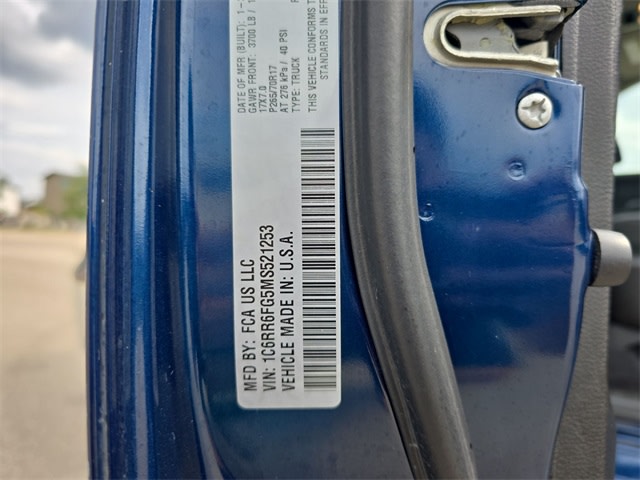 MFD BY: FCA US LLC
VIN: 1C6RR6FG5MS521253
VEHICLE MADE IN: U.S.A.
DATE OF MFR (BUILT): 1-
GAWR FRONT: 3700 LB /
17X7.0
P265/70R17
AT 276 kPa / 40 PSI
TYPE: TRUCK
THIS VEHICLE CONFORMS
STANDARDS IN EFF